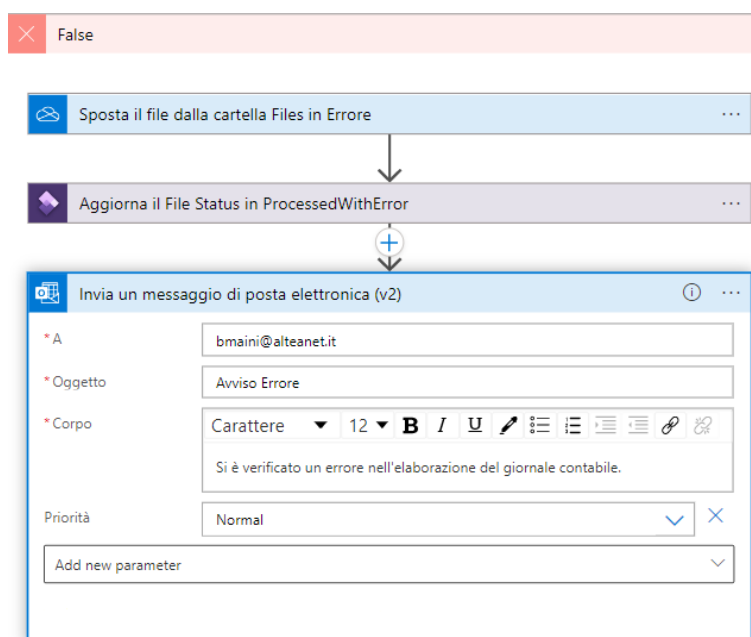 False
Sposta il file dalla cartella Files in Errore
Aggiorna il File Status in ProcessedWithError
Invia un messaggio di posta elettronica (v2)
* A
bmaini@alteanet.it
* Oggetto
Avviso Errore
* Corpo
Carattere 12 B I U
Si è verificato un errore nell'elaborazione del giornale contabile.
Priorità
Normal
Add new parameter